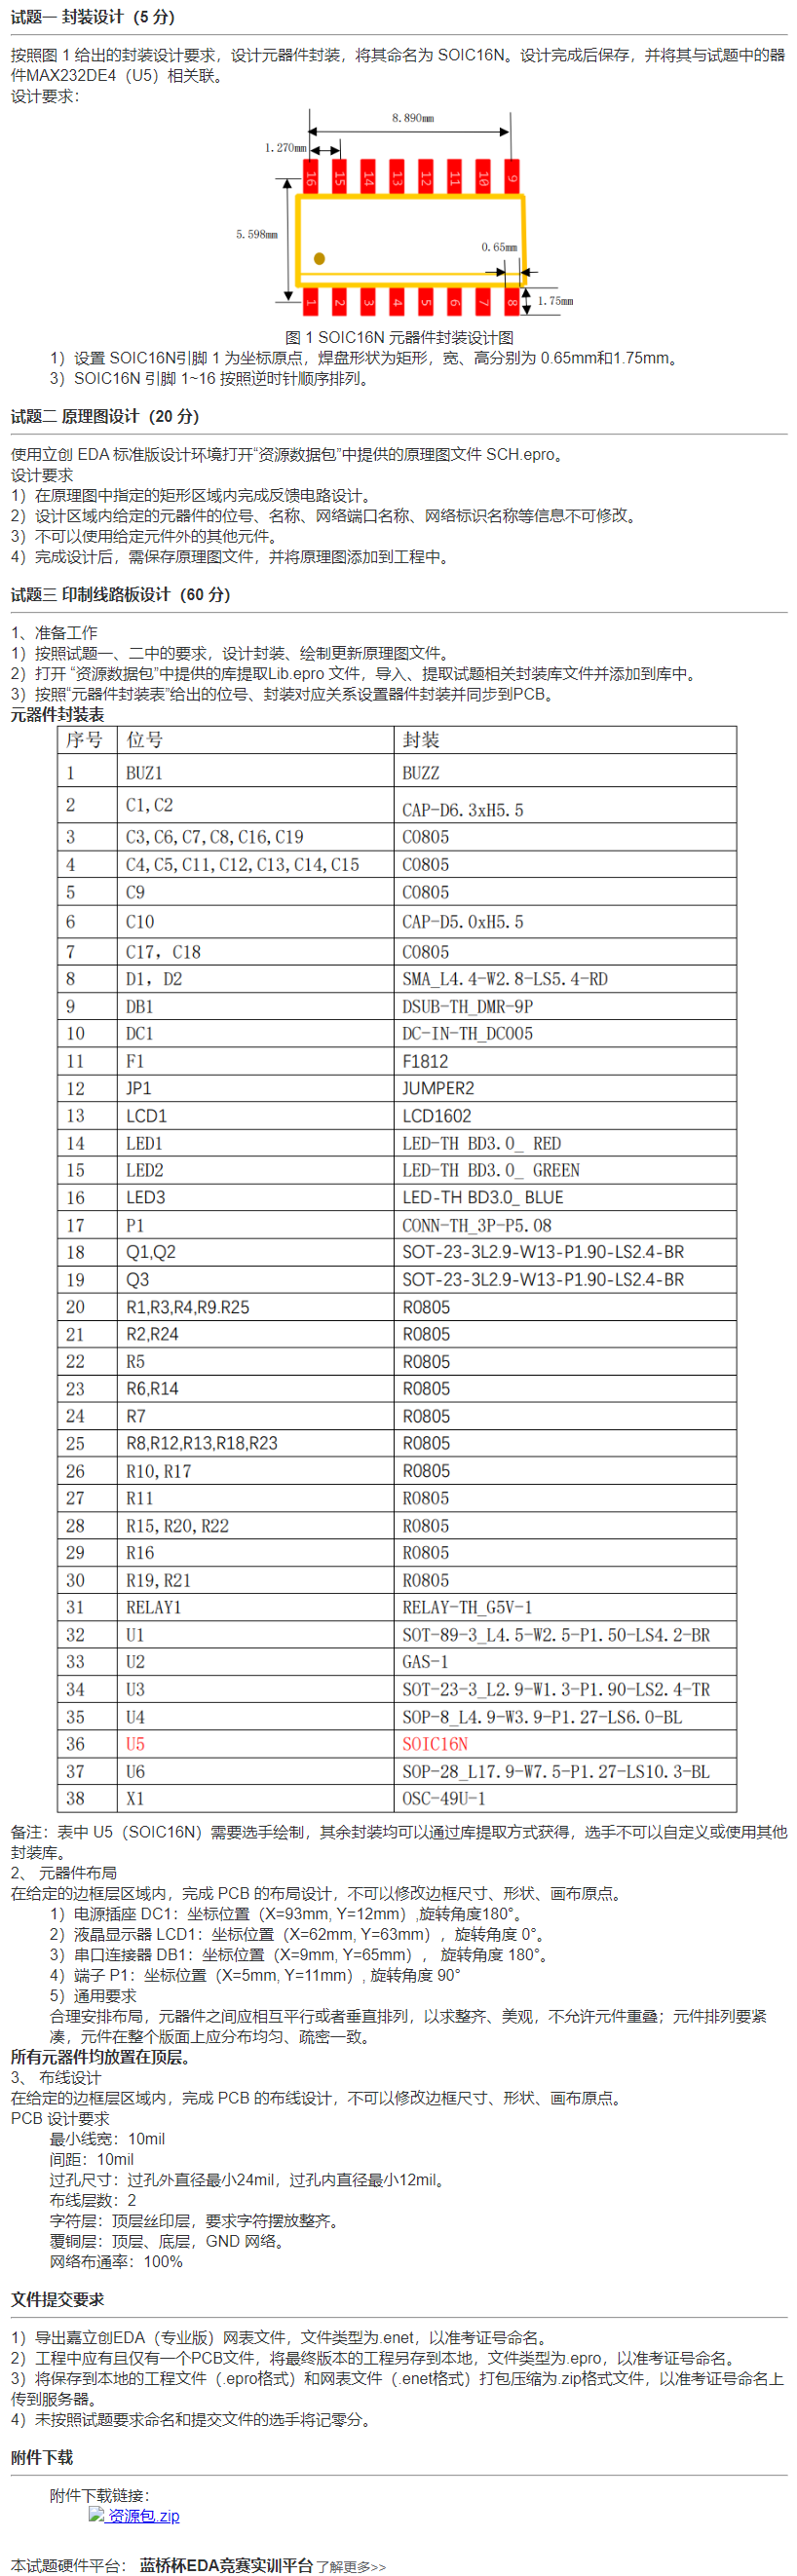 试题一 封装设计（5 分）
按照图 1 给出的封装设计要求，设计元器件封装，将其命名为 SOIC16N。设计完成后保存，并将其与试题中的器
件MAX232DE4（U5）相关联。
设计要求：
8.890mm
1.270mm
16 15 14 13 12 11 10 9
5.598mm
0.65mm
1 2 3 4 5 6 7 8
1.75mm
图 1 SOIC16N 元器件封装设计图
1）设置 SOIC16N引脚 1 为坐标原点，焊盘形状为矩形，宽、高分别为 0.65mm和1.75mm。
3）SOIC16N 引脚 1~16 按照逆时针顺序排列。
试题二 原理图设计（20 分）
使用立创 EDA 标准版设计环境打开“资源数据包”中提供的原理图文件 SCH.epro。
设计要求
1）在原理图中指定的矩形区域内完成反馈电路设计。
2）设计区域内给定的元器件的位号、名称、网络端口名称、网络标识名称等信息不可修改。
3）不可以使用给定元件外的其他元件。
4）完成设计后，需保存原理图文件，并将原理图添加到工程中。
试题三 印制线路板设计（60 分）
1、准备工作
1）按照试题一、二中的要求，设计封装、绘制更新原理图文件。
2）打开 “资源数据包”中提供的库提取Lib.epro 文件，导入、提取试题相关封装库文件并添加到库中。
3）按照“元器件封装表”给出的位号、封装对应关系设置器件封装并同步到PCB。
元器件封装表
序号 位号 封装
1 BUZ1 BUZZ
2 C1,C2 CAP-D6.3xH5.5
3 C3,C6,C7,C8,C16,C19 C0805
4 C4,C5,C11,C12,C13,C14,C15 C0805
5 C9 C0805
6 C10 CAP-D5.0xH5.5
7 C17，C18 C0805
8 D1，D2 SMA_L4.4-W2.8-LS5.4-RD
9 DB1 DSUB-TH_DMR-9P
10 DC1 DC-IN-TH_DC005
11 F1 F1812
12 JP1 JUMPER2
13 LCD1 LCD1602
14 LED1 LED-TH BD3.0_ RED
15 LED2 LED-TH BD3.0_ GREEN
16 LED3 LED-TH BD3.0_ BLUE
17 P1 CONN-TH_3P-P5.08
18 Q1,Q2 SOT-23-3L2.9-W13-P1.90-LS2.4-BR
19 Q3 SOT-23-3L2.9-W13-P1.90-LS2.4-BR
20 R1,R3,R4,R9.R25 R0805
21 R2,R24 R0805
22 R5 R0805
23 R6,R14 R0805
24 R7 R0805
25 R8,R12,R13,R18,R23 R0805
26 R10,R17 R0805
27 R11 R0805
28 R15,R20,R22 R0805
29 R16 R0805
30 R19,R21 R0805
31 RELAY1 RELAY-TH_G5V-1
32 U1 SOT-89-3_L4.5-W2.5-P1.50-LS4.2-BR
33 U2 GAS-1
34 U3 SOT-23-3_L2.9-W1.3-P1.90-LS2.4-TR
35 U4 SOP-8_L4.9-W3.9-P1.27-LS6.0-BL
36 U5 SOIC16N
37 U6 SOP-28_L17.9-W7.5-P1.27-LS10.3-BL
38 X1 OSC-49U-1
备注：表中 U5（SOIC16N）需要选手绘制，其余封装均可以通过库提取方式获得，选手不可以自定义或使用其他
封装库。
2、 元器件布局
在给定的边框层区域内，完成 PCB 的布局设计，不可以修改边框尺寸、形状、画布原点。
1）电源插座 DC1：坐标位置（X=93mm, Y=12mm）,旋转角度180°。
2）液晶显示器 LCD1：坐标位置（X=62mm, Y=63mm），旋转角度 0°。
3）串口连接器 DB1：坐标位置（X=9mm, Y=65mm）， 旋转角度 180°。
4）端子 P1：坐标位置（X=5mm, Y=11mm）, 旋转角度 90°
5）通用要求
合理安排布局，元器件之间应相互平行或者垂直排列，以求整齐、美观，不允许元件重叠；元件排列要紧
凑，元件在整个版面上应分布均匀、疏密一致。
所有元器件均放置在顶层。
3、 布线设计
在给定的边框层区域内，完成 PCB 的布线设计，不可以修改边框尺寸、形状、画布原点。
PCB 设计要求
最小线宽：10mil
间距：10mil
过孔尺寸：过孔外直径最小24mil，过孔内直径最小12mil。
布线层数：2
字符层：顶层丝印层，要求字符摆放整齐。
覆铜层：顶层、底层，GND 网络。
网络布通率：100%
文件提交要求
1）导出嘉立创EDA（专业版）网表文件，文件类型为.enet，以准考证号命名。
2）工程中应有且仅有一个PCB文件，将最终版本的工程另存到本地，文件类型为.epro，以准考证号命名。
3）将保存到本地的工程文件（.epro格式）和网表文件（.enet格式）打包压缩为.zip格式文件，以准考证号命名上
传到服务器。
4）未按照试题要求命名和提交文件的选手将记零分。
附件下载
附件下载链接：
资源包.zip
本试题硬件平台： 蓝桥杯EDA竞赛实训平台 了解更多>>